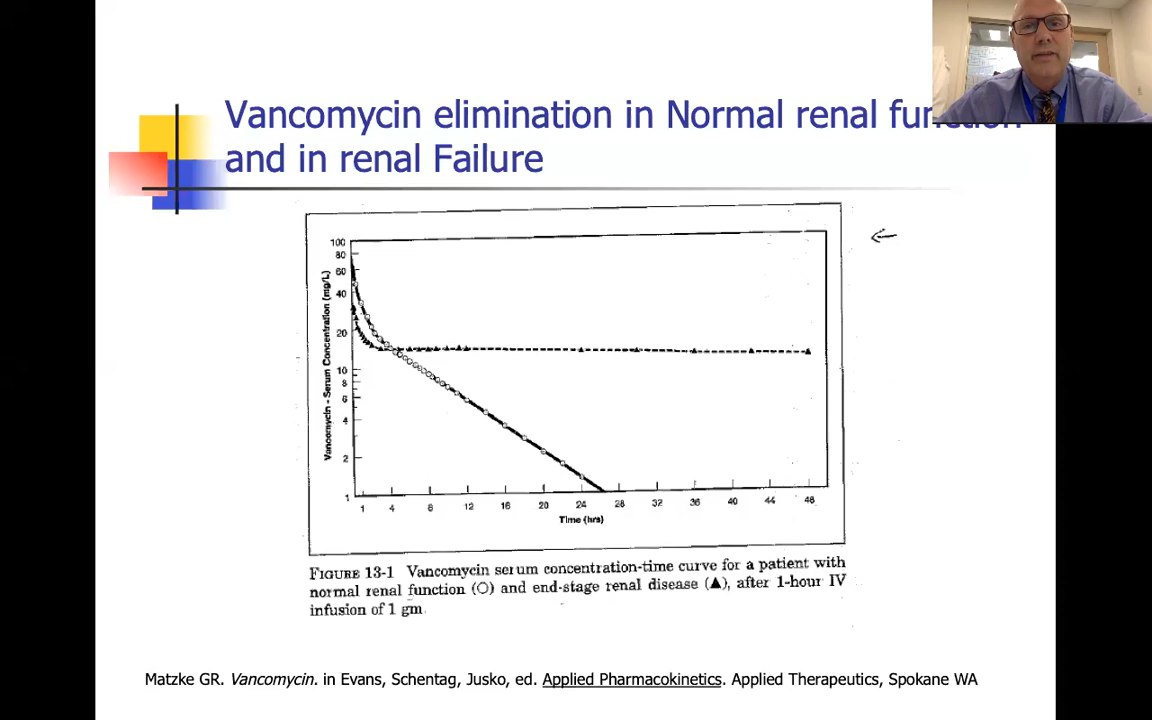 Vancomycin elimination in Normal renal function
and in renal Failure
100
80
60
40
20
10
8
6
4
2
1
Vancomycin - Serum Concentration (mg/L)
1 4 8 12 16 20 24 28 32 36 40 44 48
Time (hrs)
FIGURE 13-1 Vancomycin serum concentration-time curve for a patient with
normal renal function (○) and end-stage renal disease (▲), after 1-hour IV
infusion of 1 gm.
Matzke GR. Vancomycin. in Evans, Schentag, Jusko, ed. Applied Pharmacokinetics. Applied Therapeutics, Spokane WA